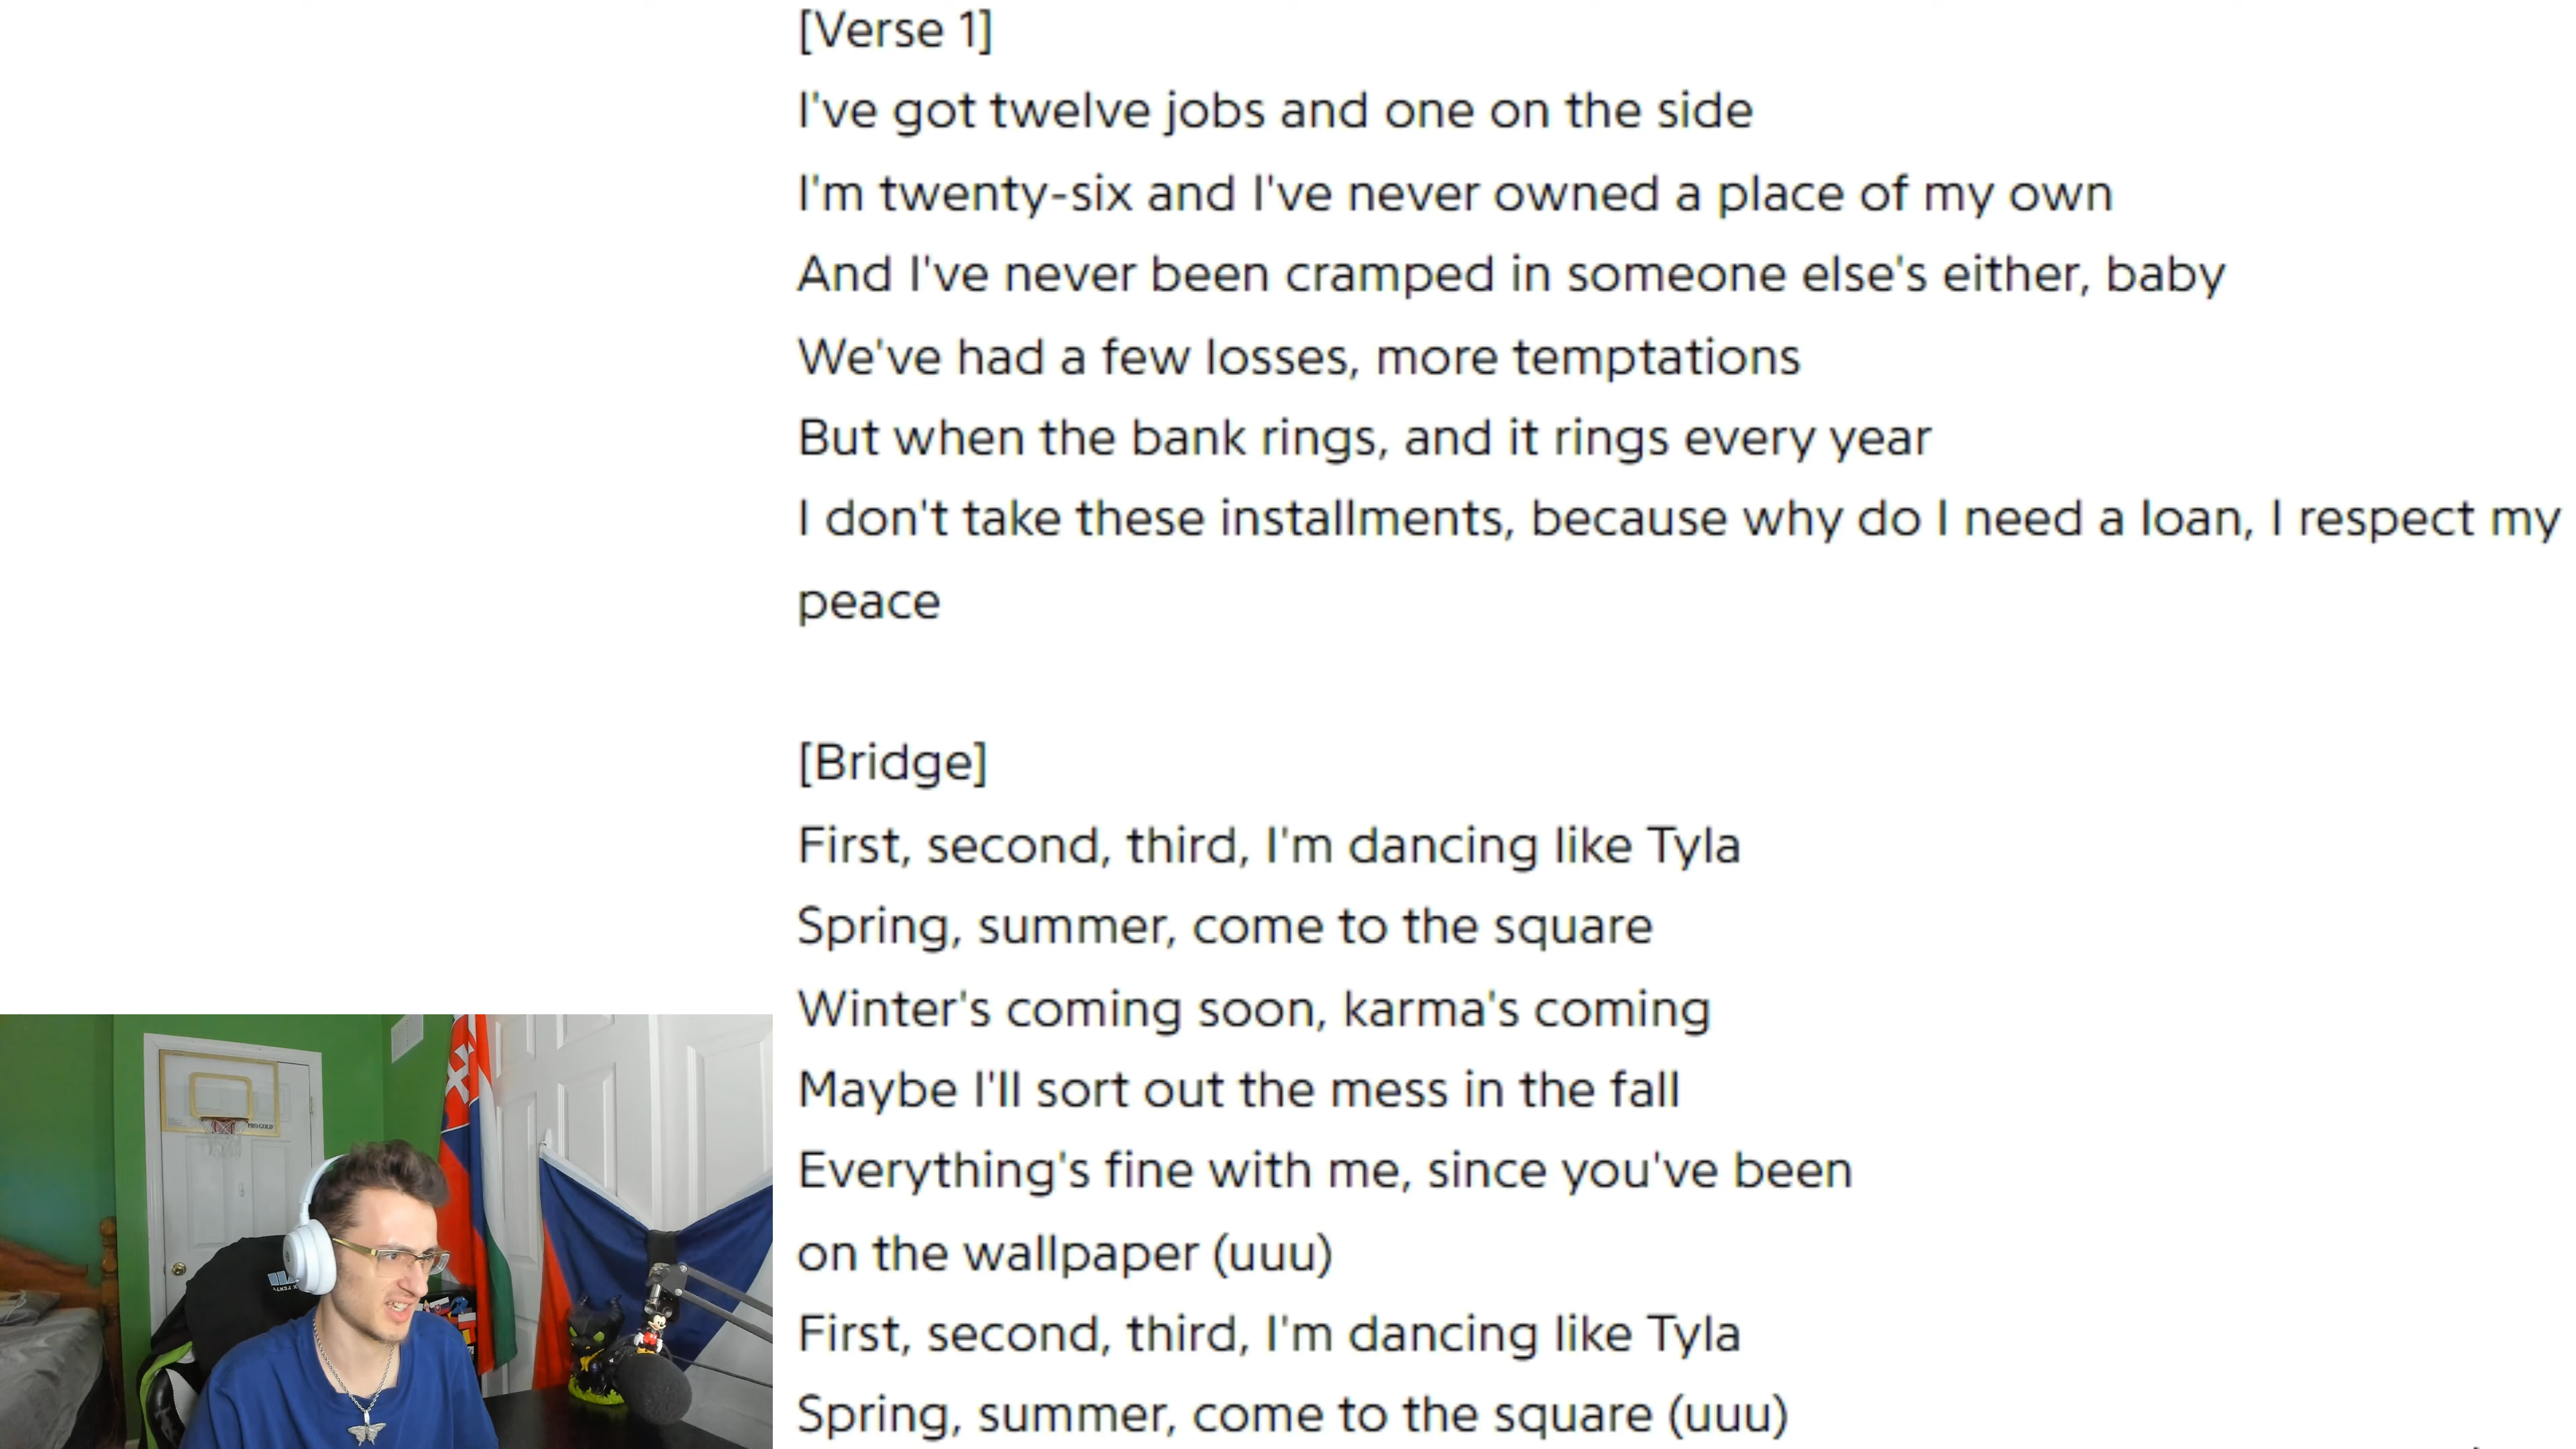 [Verse 1]
I've got twelve jobs and one on the side
I'm twenty-six and I've never owned a place of my own
And I've never been cramped in someone else's either, baby
We've had a few losses, more temptations
But when the bank rings, and it rings every year
I don't take these installments, because why do I need a loan, I respect my
peace
[Bridge]
First, second, third, I'm dancing like Tyla
Spring, summer, come to the square
Winter's coming soon, karma's coming
Maybe I'll sort out the mess in the fall
Everything's fine with me, since you've been
on the wallpaper (uuu)
First, second, third, I'm dancing like Tyla
Spring, summer, come to the square (uuu)
PRO GOLD